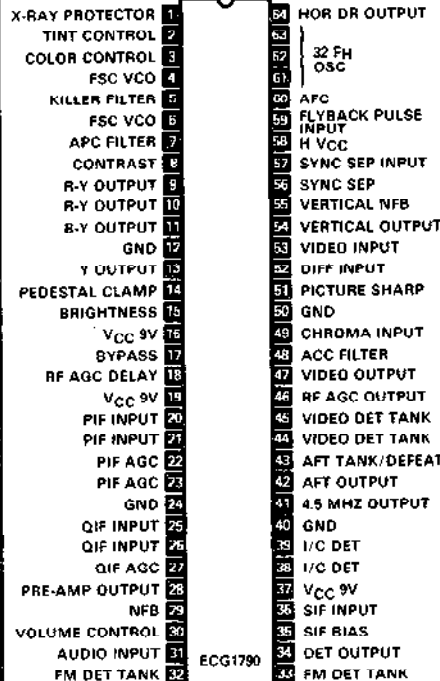 X-RAY PROTECTOR 1
TINT CONTROL 2
COLOR CONTROL 3
FSC VCO 4
KILLER FILTER 5
FSC VCO 6
APC FILTER 7
CONTRAST 8
R-Y OUTPUT 9
R-Y OUTPUT 10
B-Y OUTPUT 11
GND 12
Y OUTPUT 13
PEDESTAL CLAMP 14
BRIGHTNESS 15
VCC 9V 16
BYPASS 17
RF AGC DELAY 18
VCC 9V 19
PIF INPUT 20
PIF INPUT 21
PIF AGC 22
PIF AGC 23
GND 24
QIF INPUT 25
QIF INPUT 26
QIF AGC 27
PRE-AMP OUTPUT 28
NFB 29
VOLUME CONTROL 30
AUDIO INPUT 31
FM DET TANK 32
ECG1790
64 HOR DR OUTPUT
63
62 32 FH
61 OSC
60 AFC
59 FLYBACK PULSE
INPUT
58 H VCC
57 SYNC SEP INPUT
56 SYNC SEP
55 VERTICAL NFB
54 VERTICAL OUTPUT
53 VIDEO INPUT
52 DIFF INPUT
51 PICTURE SHARP
50 GND
49 CHROMA INPUT
48 ACC FILTER
47 VIDEO OUTPUT
46 RF AGC OUTPUT
45 VIDEO DET TANK
44 VIDEO DET TANK
43 AFT TANK/DEFEAT
42 AFT OUTPUT
41 4.5 MHZ OUTPUT
40 GND
39 I/C DET
38 I/C DET
37 VCC 9V
36 SIF INPUT
35 SIF BIAS
34 DET OUTPUT
33 FM DET TANK